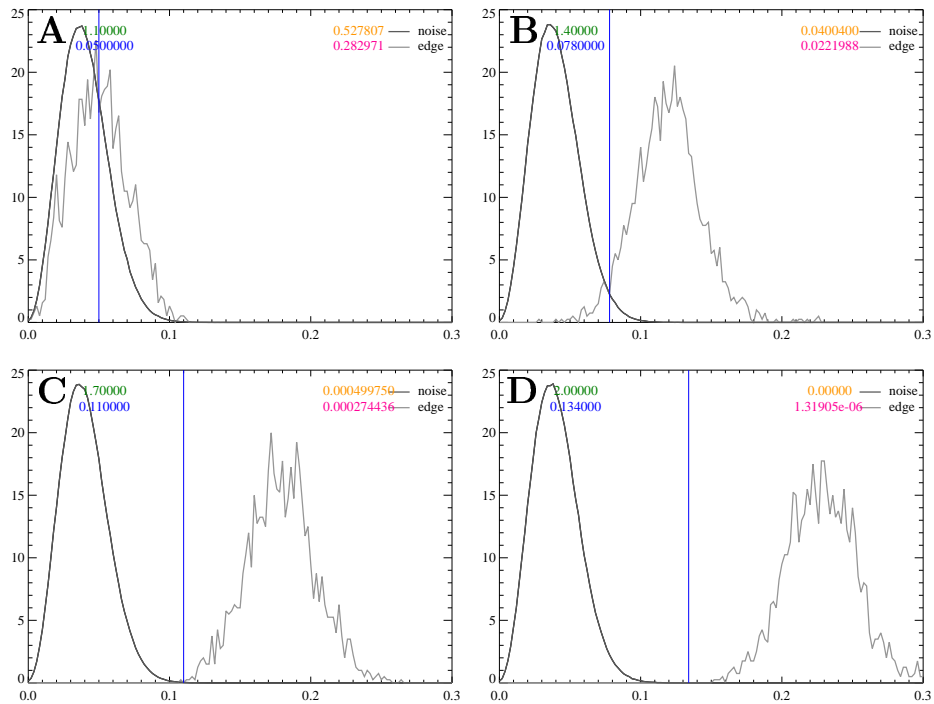 A
1.10000
0.0500000
0.527807 noise
0.282971 edge
25
20
15
10
5
0
0.0 0.1 0.2 0.3
B
1.40000
0.0780000
0.0400400 noise
0.0221988 edge
25
20
15
10
5
0
0.0 0.1 0.2 0.3
C
1.70000
0.110000
0.000499750 noise
0.000274436 edge
25
20
15
10
5
0
0.0 0.1 0.2 0.3
D
2.00000
0.134000
0.00000 noise
1.31905e-06 edge
25
20
15
10
5
0
0.0 0.1 0.2 0.3